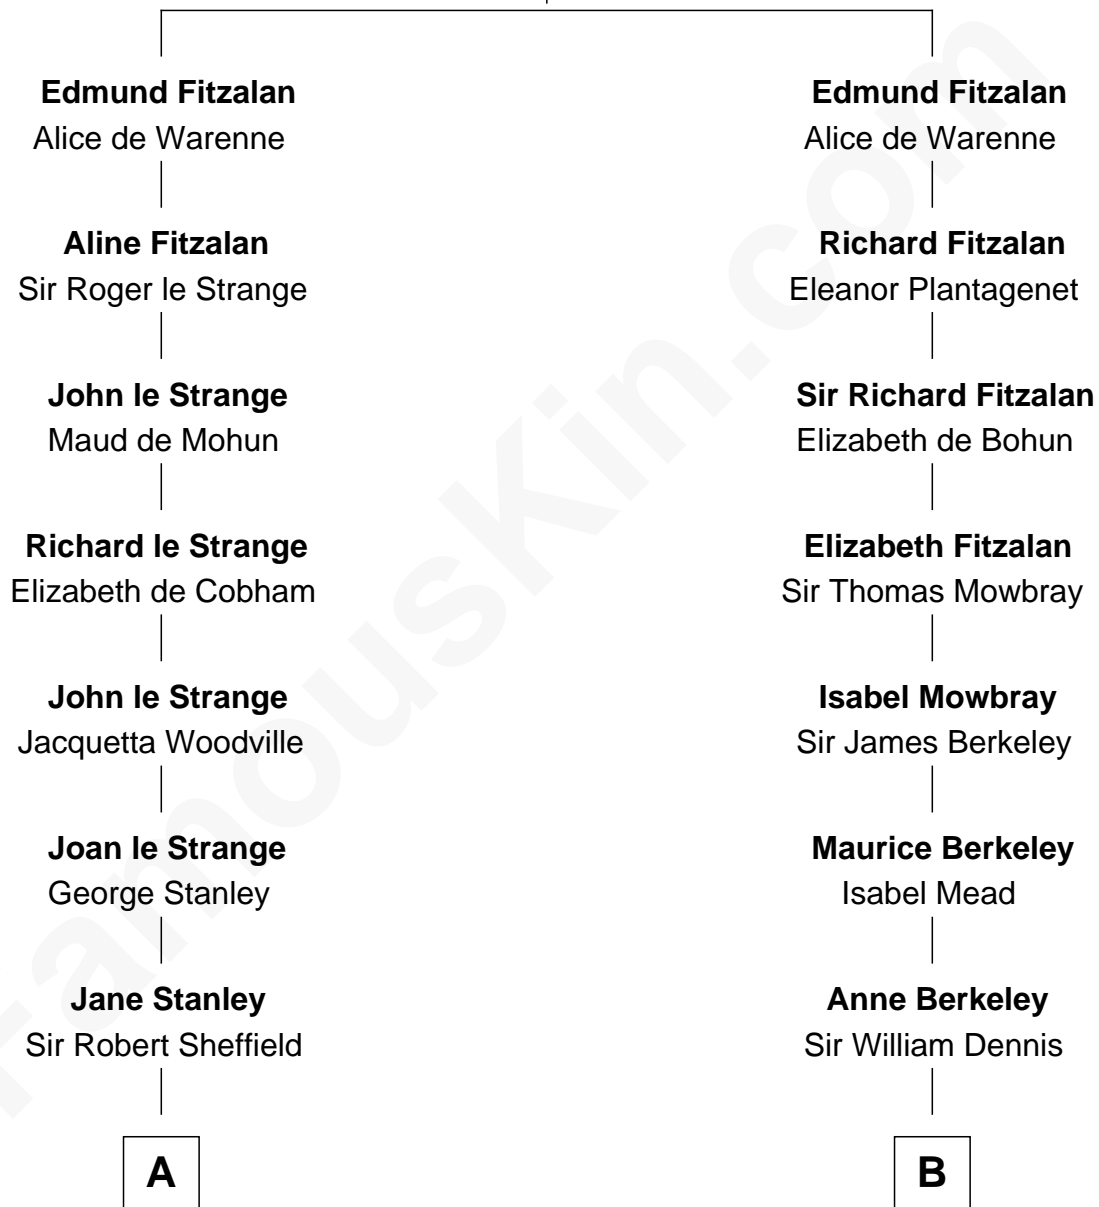 Edmund Fitzalan
Alice de Warenne
Aline Fitzalan
Sir Roger le Strange
John le Strange
Maud de Mohun
Richard le Strange
Elizabeth de Cobham
John le Strange
Jacquetta Woodville
Joan le Strange
George Stanley
Jane Stanley
Sir Robert Sheffield
A
Edmund Fitzalan
Alice de Warenne
Richard Fitzalan
Eleanor Plantagenet
Sir Richard Fitzalan
Elizabeth de Bohun
Elizabeth Fitzalan
Sir Thomas Mowbray
Isabel Mowbray
Sir James Berkeley
Maurice Berkeley
Isabel Mead
Anne Berkeley
Sir William Dennis
B
FamousKin.com